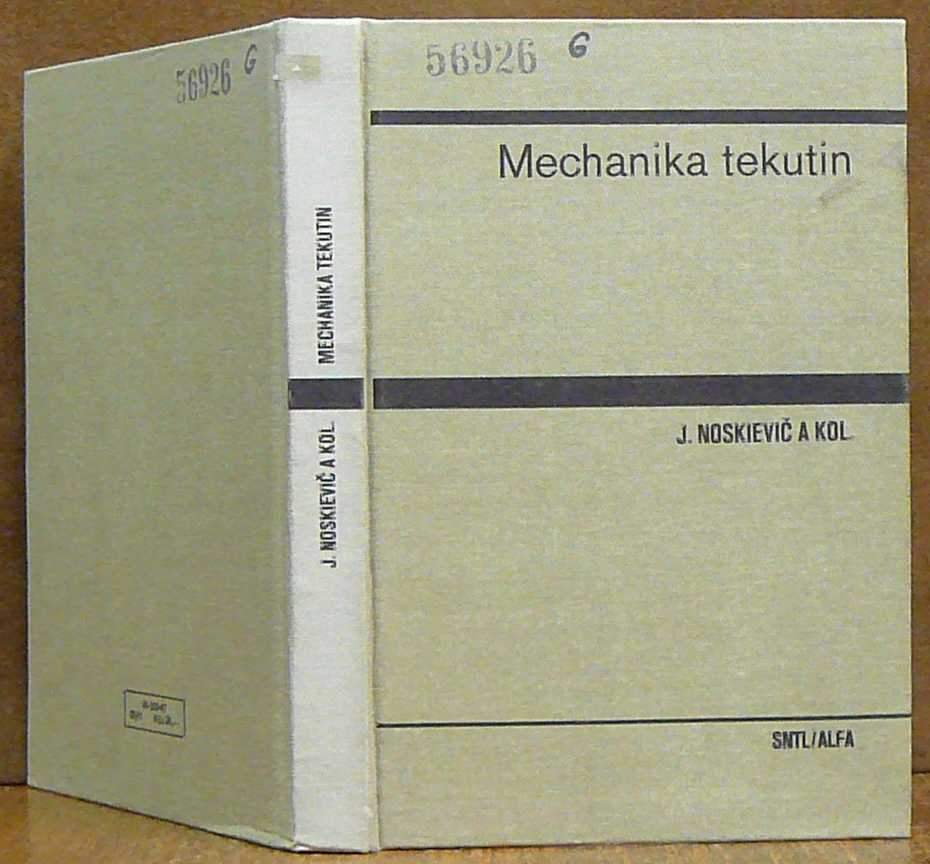 56926 G
56926 G
Mechanika tekutin
J. NOSKIEVIČ A KOL.
SNTL/ALFA
MECHANIKA TEKUTIN
J. NOSKIEVIČ A KOL.